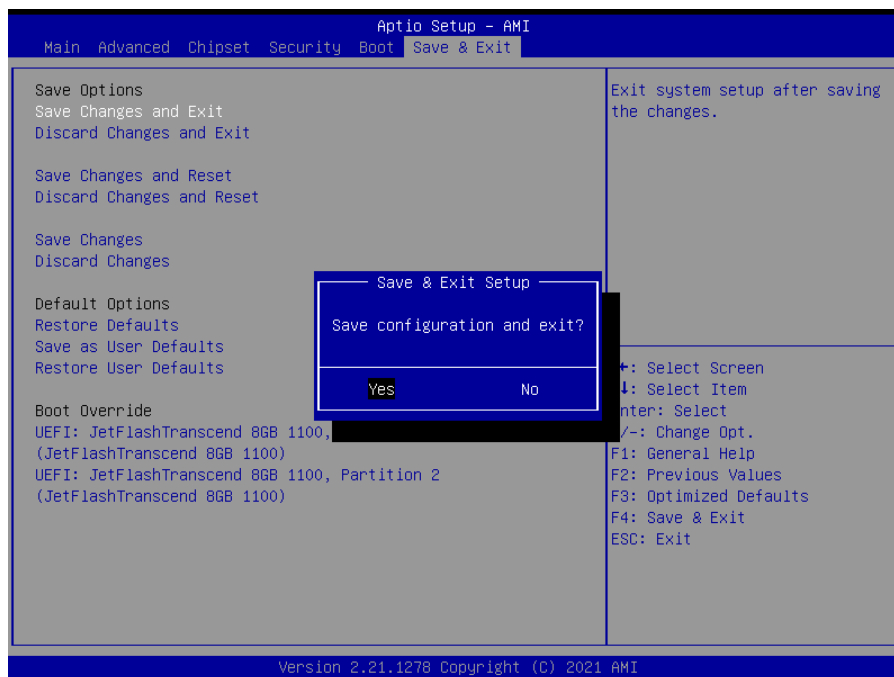 Aptio Setup – AMI
Main Advanced Chipset Security Boot Save & Exit
Save Options
Save Changes and Exit
Discard Changes and Exit
Save Changes and Reset
Discard Changes and Reset
Save Changes
Discard Changes
Default Options
Restore Defaults
Save as User Defaults
Restore User Defaults
Boot Override
UEFI: JetFlashTranscend 8GB 1100,
(JetFlashTranscend 8GB 1100)
UEFI: JetFlashTranscend 8GB 1100, Partition 2
(JetFlashTranscend 8GB 1100)
Save & Exit Setup
Save configuration and exit?
Yes No
Exit system setup after saving
the changes.
: Select Screen
: Select Item
nter: Select
/-: Change Opt.
F1: General Help
F2: Previous Values
F3: Optimized Defaults
F4: Save & Exit
ESC: Exit
Version 2.21.1278 Copyright (C) 2021 AMI